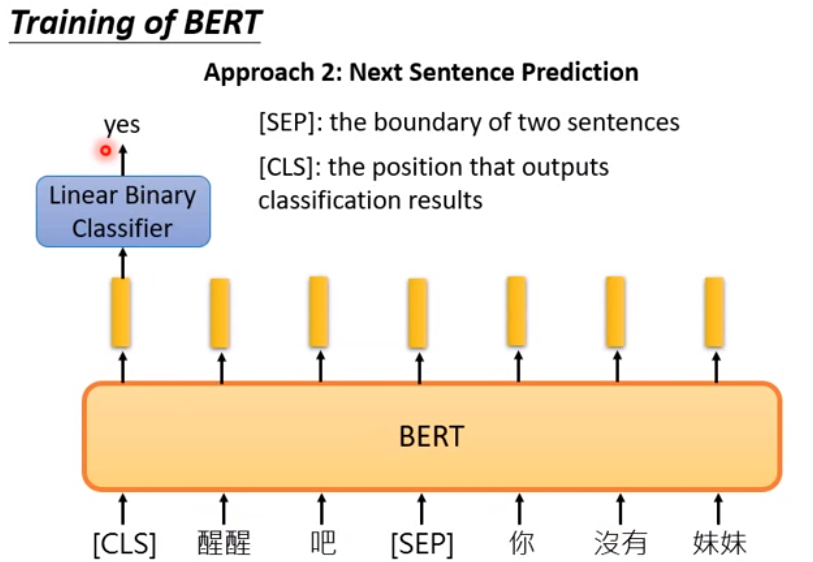 Training of BERT
Approach 2: Next Sentence Prediction
yes
[SEP]: the boundary of two sentences
[CLS]: the position that outputs
classification results
Linear Binary
Classifier
BERT
[CLS] 醒醒 吧 [SEP] 你 沒有 妹妹